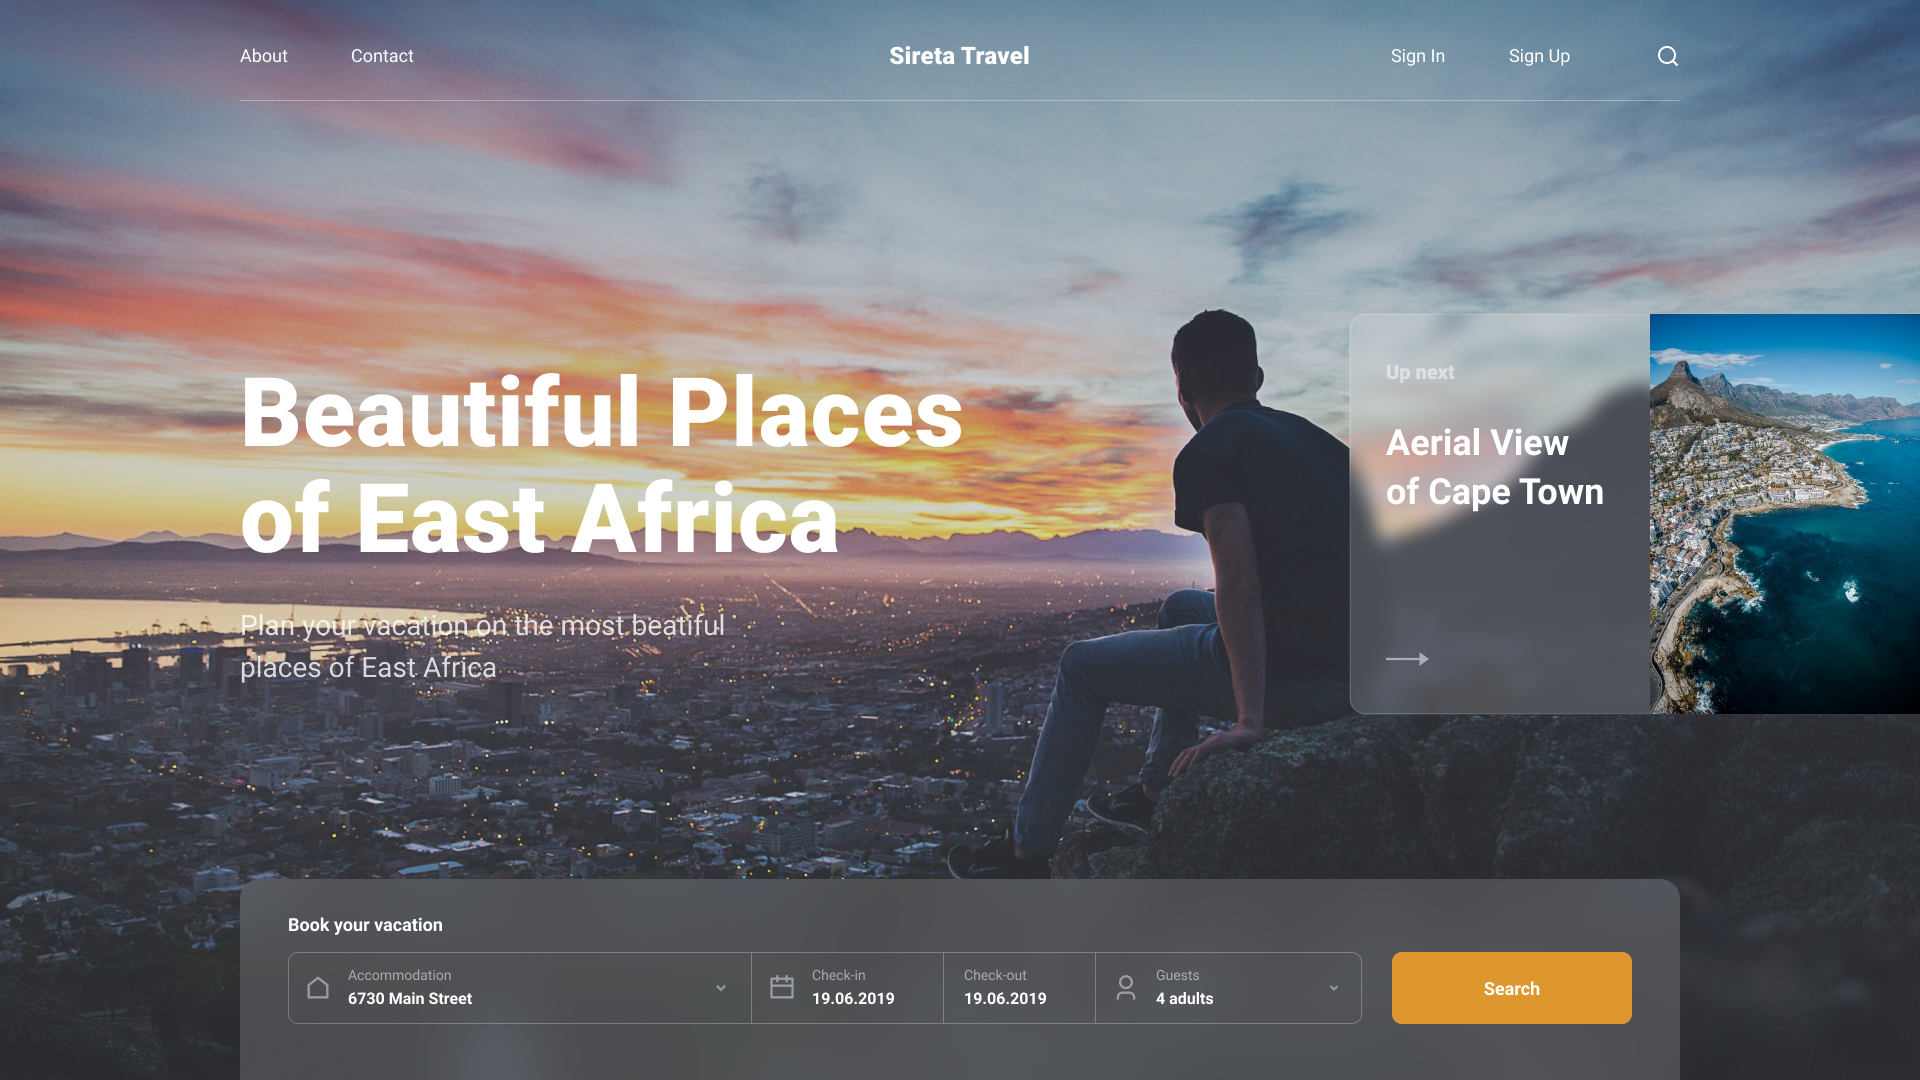 About
Contact
Sireta Travel
Sign In
Sign Up
Beautiful Places
of East Africa
Plan your vacation on the most beatiful
places of East Africa
Up next
Aerial View
of Cape Town
Book your vacation
Accommodation
6730 Main Street
Check-in
19.06.2019
Check-out
19.06.2019
Guests
4 adults
Search